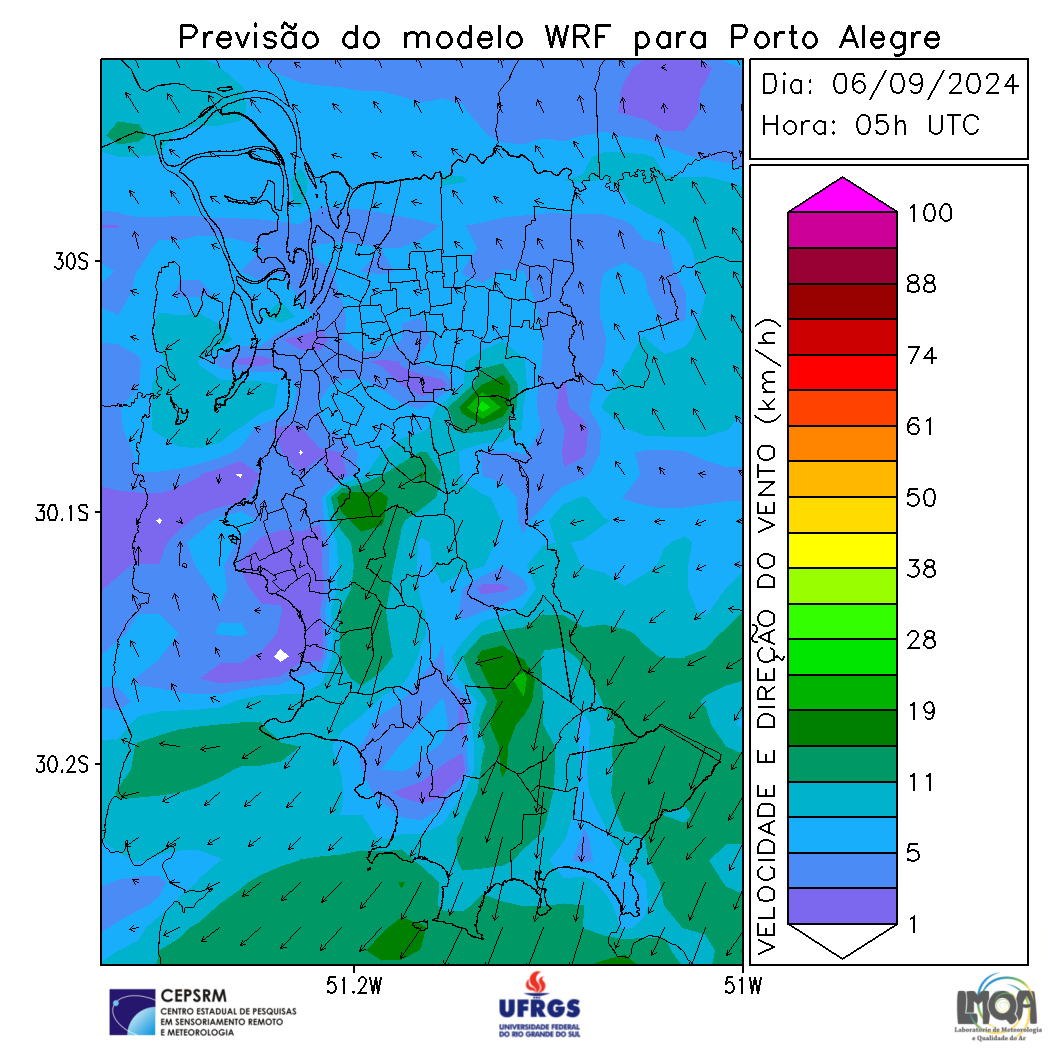 Previsão do modelo WRF para Porto Alegre
Dia: 06/09/2024
Hora: 05h UTC
30S
30.1S
30.2S
51.2W
51W
VELOCIDADE E DIREÇÃO DO VENTO (km/h)
100
88
74
61
50
38
28
19
11
5
1
CEPSRM
CENTRO ESTADUAL DE PESQUISAS
EM SENSORIAMENTO REMOTO
E METEOROLOGIA
UFRGS
UNIVERSIDADE FEDERAL
DO RIO GRANDE DO SUL
LMQA
Laboratório de Meteorologia
e Qualidade do Ar